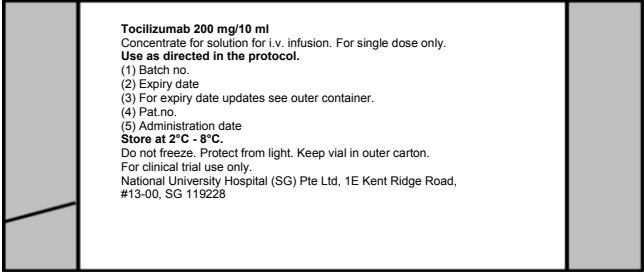 Tocilizumab 200 mg/10 ml
Concentrate for solution for i.v. infusion. For single dose only.
Use as directed in the protocol.
(1) Batch no.
(2) Expiry date
(3) For expiry date updates see outer container.
(4) Pat.no.
(5) Administration date
Store at 2°C - 8°C.
Do not freeze. Protect from light. Keep vial in outer carton.
For clinical trial use only.
National University Hospital (SG) Pte Ltd, 1E Kent Ridge Road,
#13-00, SG 119228